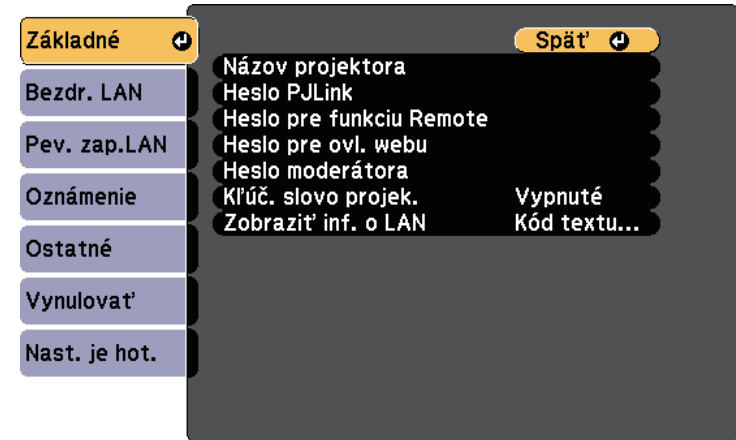 Základné
Bezdr. LAN
Pev. zap.LAN
Oznámenie
Ostatné
Vynulovať
Nast. je hot.
Späť
Názov projektora
Heslo PJLink
Heslo pre funkciu Remote
Heslo pre ovl. webu
Heslo moderátora
Kľúč. slovo projek. Vypnuté
Zobraziť inf. o LAN Kód textu...